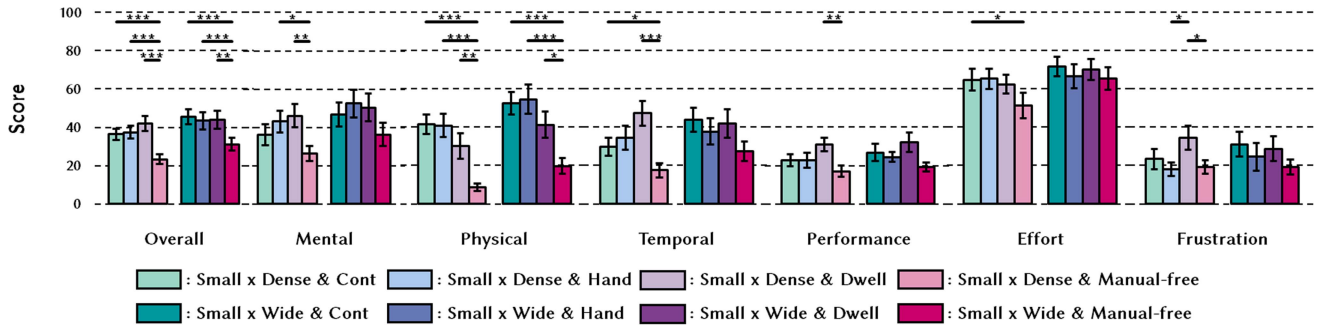 100
*** *** * *** *** * ** * *
80
*** *** ** *** *** *** *
60
*** ** ** *
40
20
0
Score
Overall Mental Physical Temporal Performance Effort Frustration
: Small x Dense & Cont : Small x Dense & Hand : Small x Dense & Dwell : Small x Dense & Manual-free
: Small x Wide & Cont : Small x Wide & Hand : Small x Wide & Dwell : Small x Wide & Manual-free